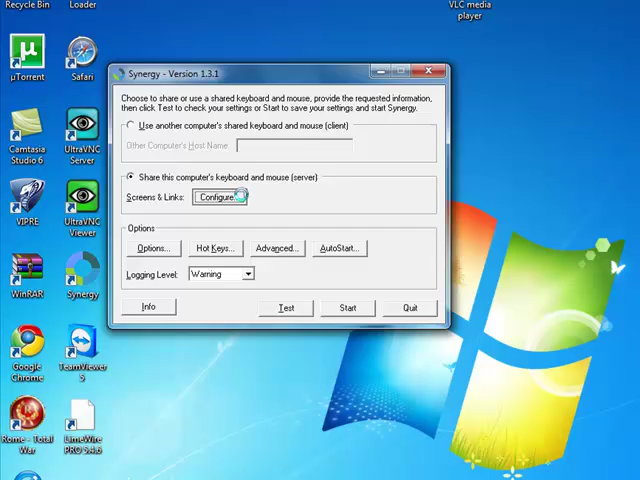 Recycle Bin
Loader
VLC media
player
µTorrent
Safari
Camtasia
Studio 6
UltraVNC
Server
VIPRE
UltraVNC
Viewer
WinRAR
Synergy
Google
Chrome
TeamViewer
5
Rome - Total
War
LimeWire
PRO 5.4.6
Synergy - Version 1.3.1
Choose to share or use a shared keyboard and mouse, provide the requested information,
then click Test to check your settings or Start to save your settings and start Synergy.
Use another computer's shared keyboard and mouse (client)
Other Computer's Host Name:
Share this computer's keyboard and mouse (server)
Screens & Links:
Configure...
Options
Options...
Hot Keys...
Advanced...
AutoStart...
Logging Level:
Warning
Info
Test
Start
Quit